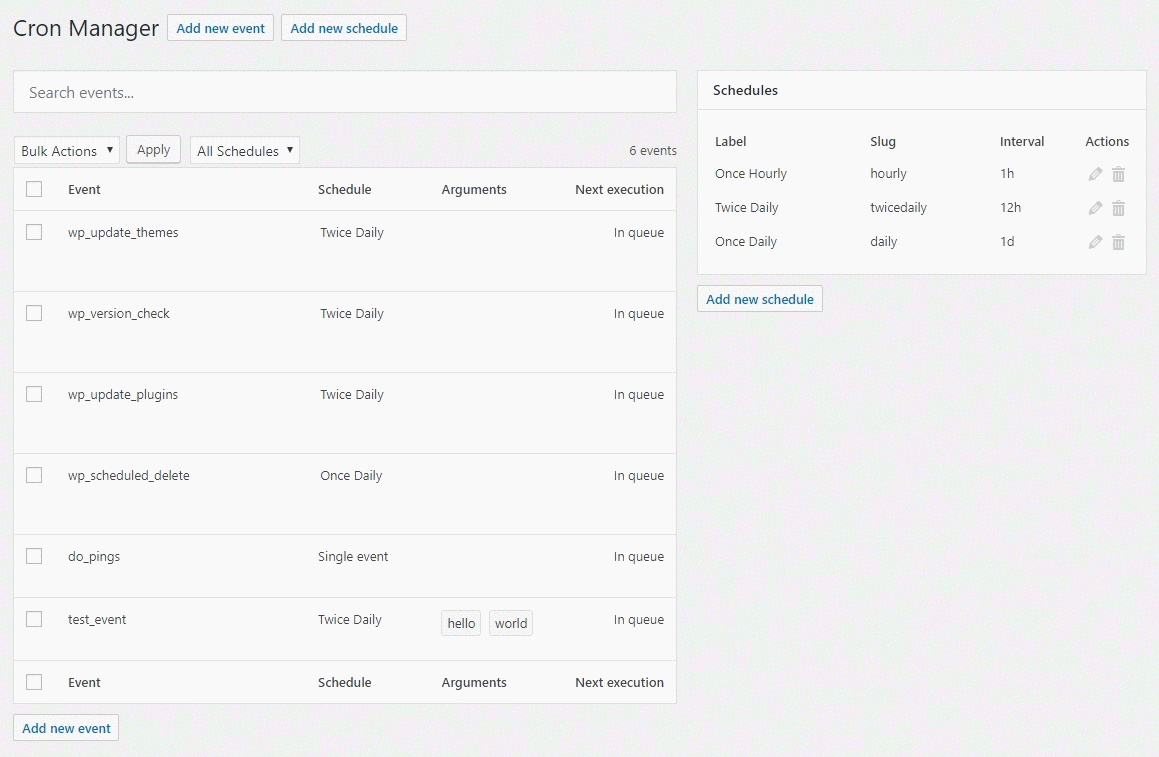 Cron Manager Add new event Add new schedule
Search events...
Bulk Actions Apply All Schedules 6 events
Event Schedule Arguments Next execution
wp_update_themes Twice Daily In queue
wp_version_check Twice Daily In queue
wp_update_plugins Twice Daily In queue
wp_scheduled_delete Once Daily In queue
do_pings Single event In queue
test_event Twice Daily hello world In queue
Event Schedule Arguments Next execution
Add new event
Schedules
Label Slug Interval Actions
Once Hourly hourly 1h
Twice Daily twicedaily 12h
Once Daily daily 1d
Add new schedule